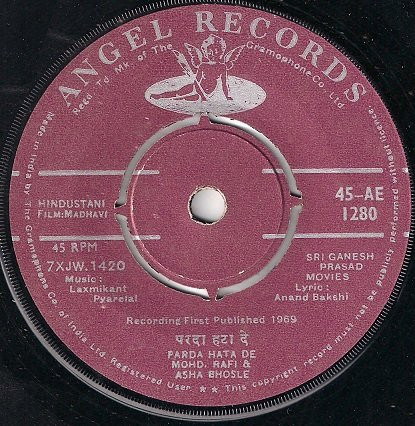 ANGEL RECORDS
Regd. Td Mk. of The Gramophone Co. Ltd
HINDUSTANI
FILM:MADHAVI
45-AE
1280
45 RPM
7XJW.1420
Music:
Laxmikant
Pyarelal
SRI GANESH
PRASAD
MOVIES
Lyric:
Anand Bakshi
Recording First Published 1969
परदा हटा दे
PARDA HATA DE
MOHD. RAFI &
ASHA BHOSLE
Made in India by The Gramophone Co. of India Ltd. Registered User. ★ ★ This copyright record must not be publicly performed without licence.